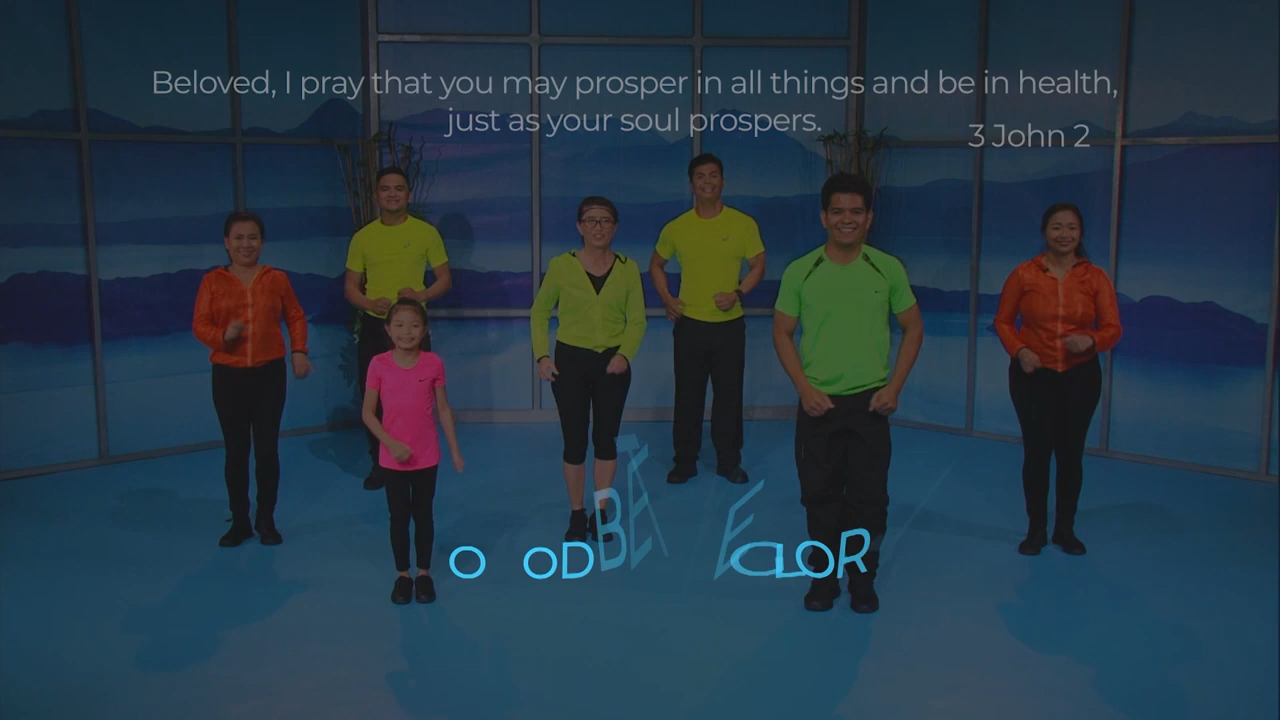 Beloved, I pray that you may prosper in all things and be in health,
just as your soul prospers.
3 John 2